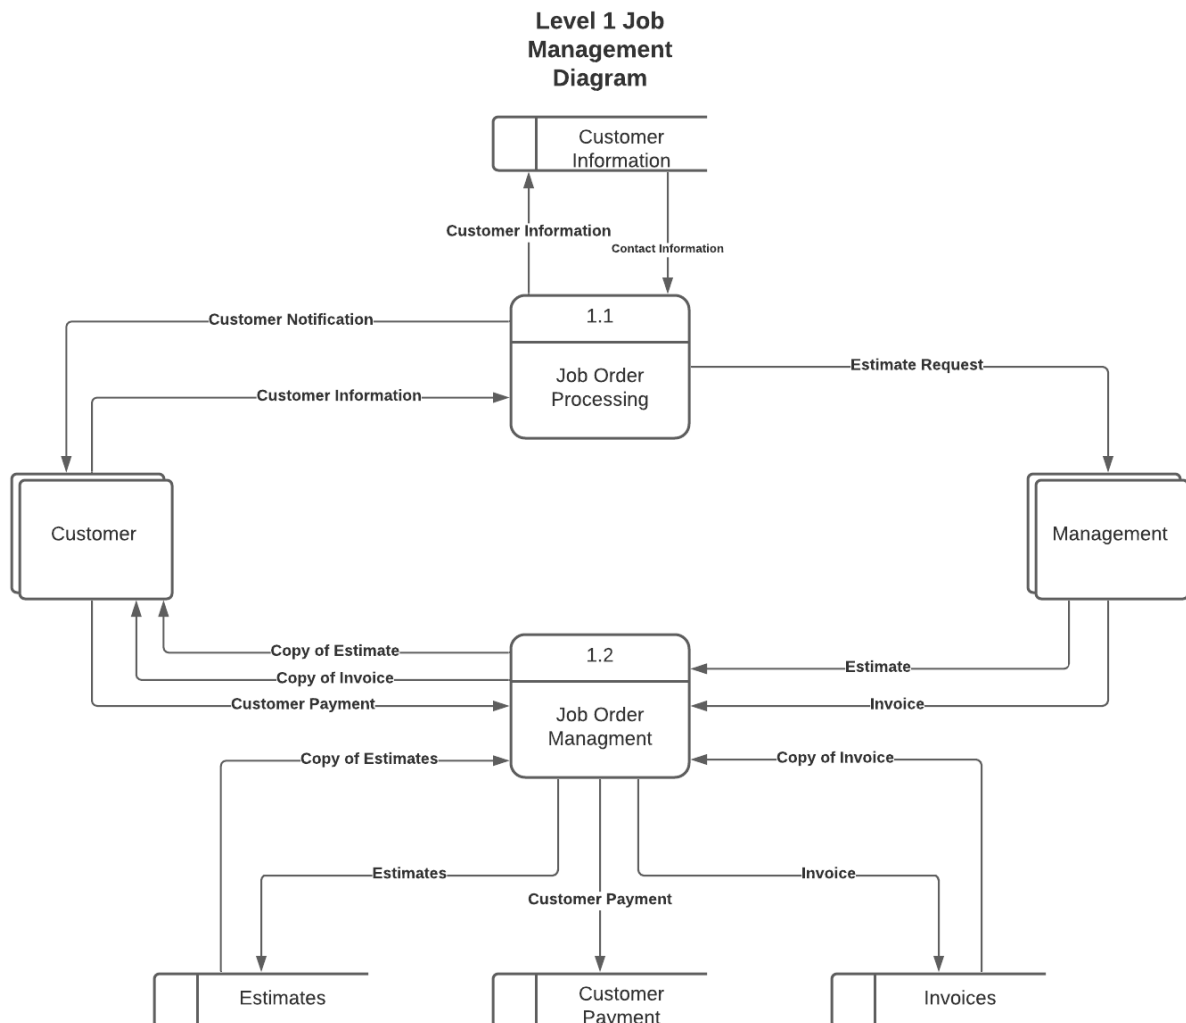 Level 1 Job
Management
Diagram
Customer
Information
Customer Information
Contact Information
1.1
Customer Notification
Job Order
Processing
Estimate Request
Customer Information
Customer
Management
1.2
Copy of Estimate
Estimate
Copy of Invoice
Customer Payment
Invoice
Job Order
Managment
Copy of Estimates
Copy of Invoice
Estimates
Invoice
Customer Payment
Estimates
Customer
Payment
Invoices